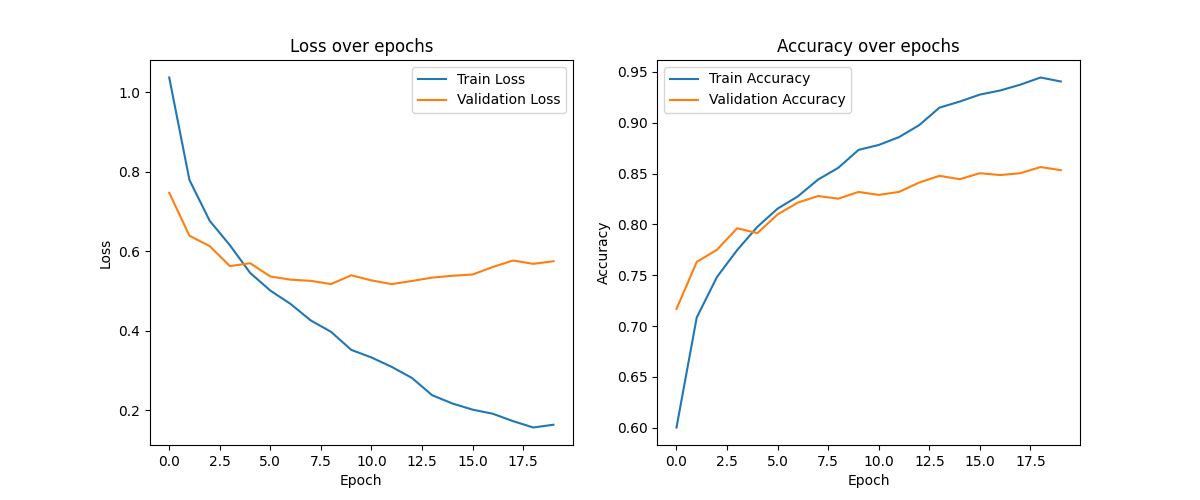 Loss over epochs
1.0
0.8
0.6
0.4
0.2
Loss
Train Loss
Validation Loss
0.0 2.5 5.0 7.5 10.0 12.5 15.0 17.5
Epoch
Accuracy over epochs
0.95
0.90
0.85
0.80
0.75
0.70
0.65
0.60
Accuracy
Train Accuracy
Validation Accuracy
0.0 2.5 5.0 7.5 10.0 12.5 15.0 17.5
Epoch